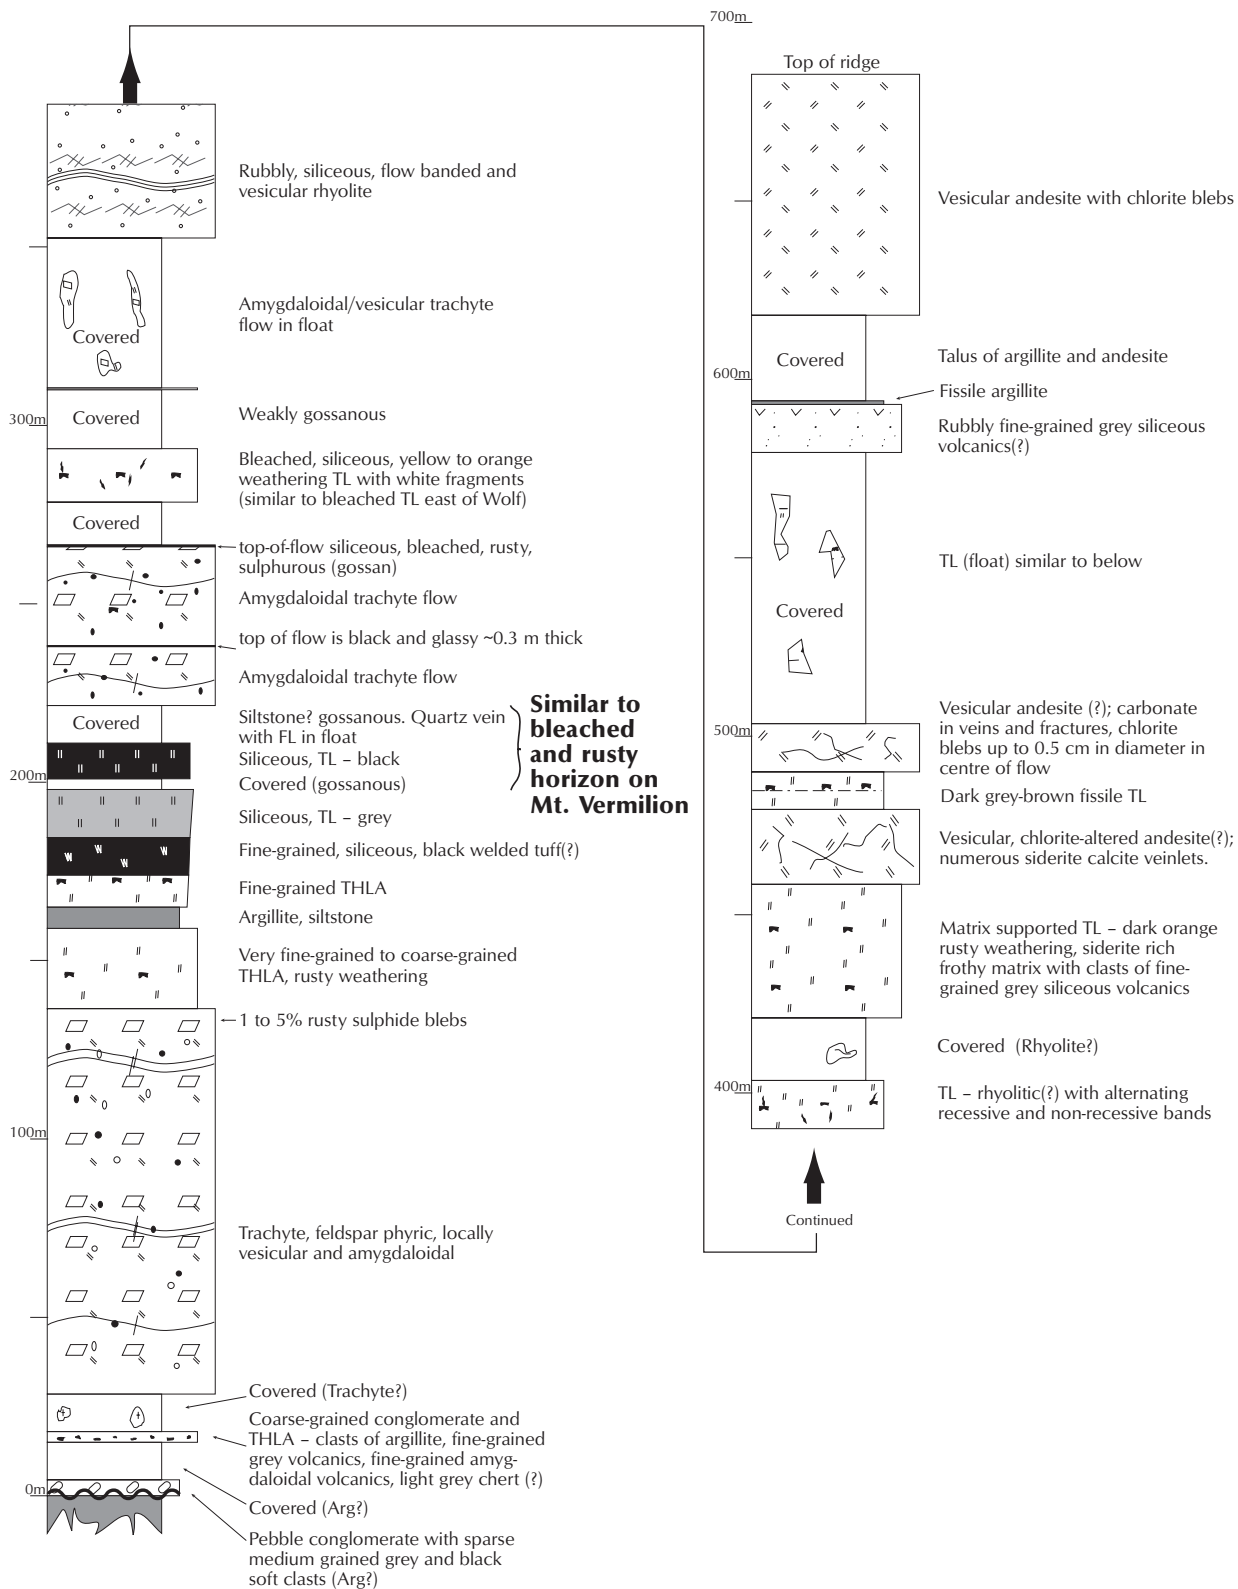 Rubbly, siliceous, flow banded and
vesicular rhyolite
Amygdaloidal/vesicular trachyte
flow in float
Covered
300m
Covered
Weakly gossanous
Bleached, siliceous, yellow to orange
weathering TL with white fragments
(similar to bleached TL east of Wolf)
Covered
top-of-flow siliceous, bleached, rusty,
sulphurous (gossan)
Amygdaloidal trachyte flow
top of flow is black and glassy ~0.3 m thick
Amygdaloidal trachyte flow
Covered
Siltstone? gossanous. Quartz vein
with FL in float
Siliceous, TL – black
200m
Covered (gossanous)
Similar to
bleached
and rusty
horizon on
Mt. Vermilion
Siliceous, TL – grey
Fine-grained, siliceous, black welded tuff(?)
Fine-grained THLA
Argillite, siltstone
Very fine-grained to coarse-grained
THLA, rusty weathering
1 to 5% rusty sulphide blebs
100m
Trachyte, feldspar phyric, locally
vesicular and amygdaloidal
Covered (Trachyte?)
Coarse-grained conglomerate and
THLA – clasts of argillite, fine-grained
grey volcanics, fine-grained amyg-
daloidal volcanics, light grey chert (?)
0m
Covered (Arg?)
Pebble conglomerate with sparse
medium grained grey and black
soft clasts (Arg?)
700m
Top of ridge
Vesicular andesite with chlorite blebs
Covered
Talus of argillite and andesite
600m
Fissile argillite
Rubbly fine-grained grey siliceous
volcanics(?)
TL (float) similar to below
Covered
500m
Vesicular andesite (?); carbonate
in veins and fractures, chlorite
blebs up to 0.5 cm in diameter in
centre of flow
Dark grey-brown fissile TL
Vesicular, chlorite-altered andesite(?);
numerous siderite calcite veinlets.
Matrix supported TL – dark orange
rusty weathering, siderite rich
frothy matrix with clasts of fine-
grained grey siliceous volcanics
Covered (Rhyolite?)
400m
TL – rhyolitic(?) with alternating
recessive and non-recessive bands
Continued